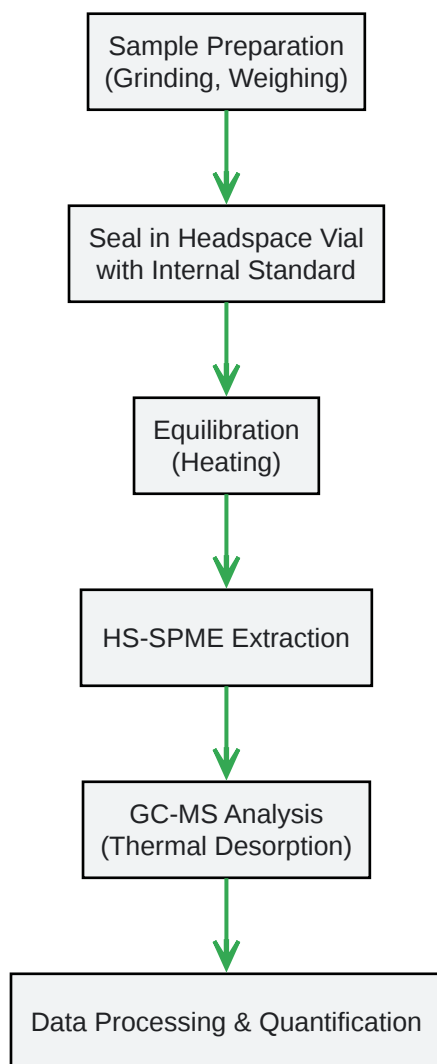 Sample Preparation
(Grinding, Weighing)
Seal in Headspace Vial
with Internal Standard
Equilibration
(Heating)
HS-SPME Extraction
GC-MS Analysis
(Thermal Desorption)
Data Processing & Quantification